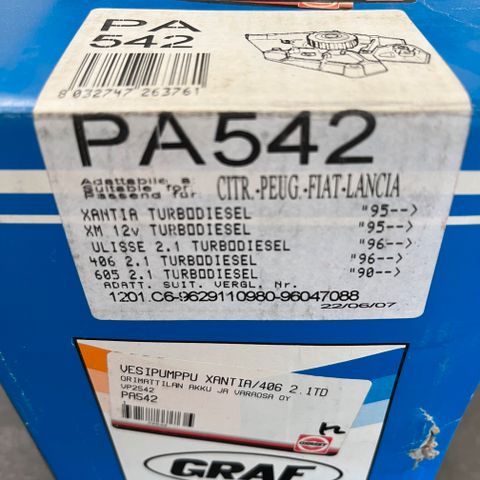 PA
542
8 032747 263761
PA542
Adattabile a
Suitable for
Passend für
CITR.-PEUG.-FIAT-LANCIA
XANTIA TURBODIESEL "95-->
XM 12v TURBODIESEL "95-->
ULISSE 2.1 TURBODIESEL "96-->
406 2.1 TURBODIESEL "96-->
605 2.1 TURBODIESEL "90-->
ADATT. SUIT. VERGL. Nr.
1201.C6-9629110980-96047088
22/06/07
VESIPUMPPU XANTIA/406 2.1TD
ORIMATTILAN AKKU JA VARAOSA OY
VP2542
PA542
GRAF